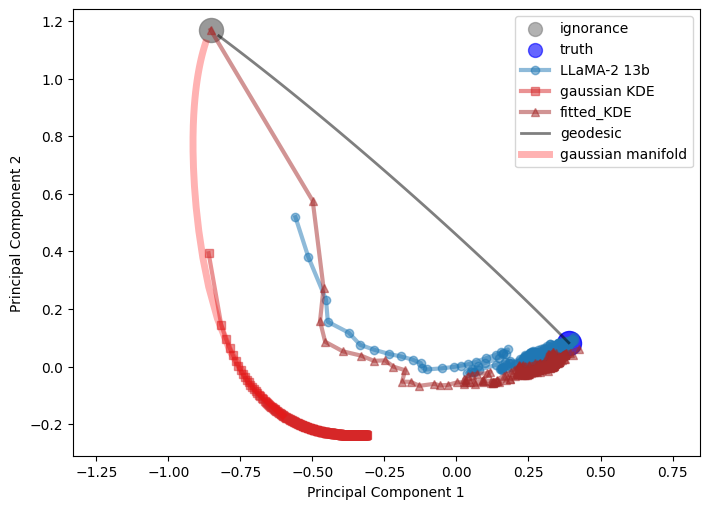 ignorance
truth
LLaMA-2 13b
gaussian KDE
fitted_KDE
geodesic
gaussian manifold
Principal Component 2
1.2
1.0
0.8
0.6
0.4
0.2
0.0
−0.2
−1.25 −1.00 −0.75 −0.50 −0.25 0.00 0.25 0.50 0.75
Principal Component 1